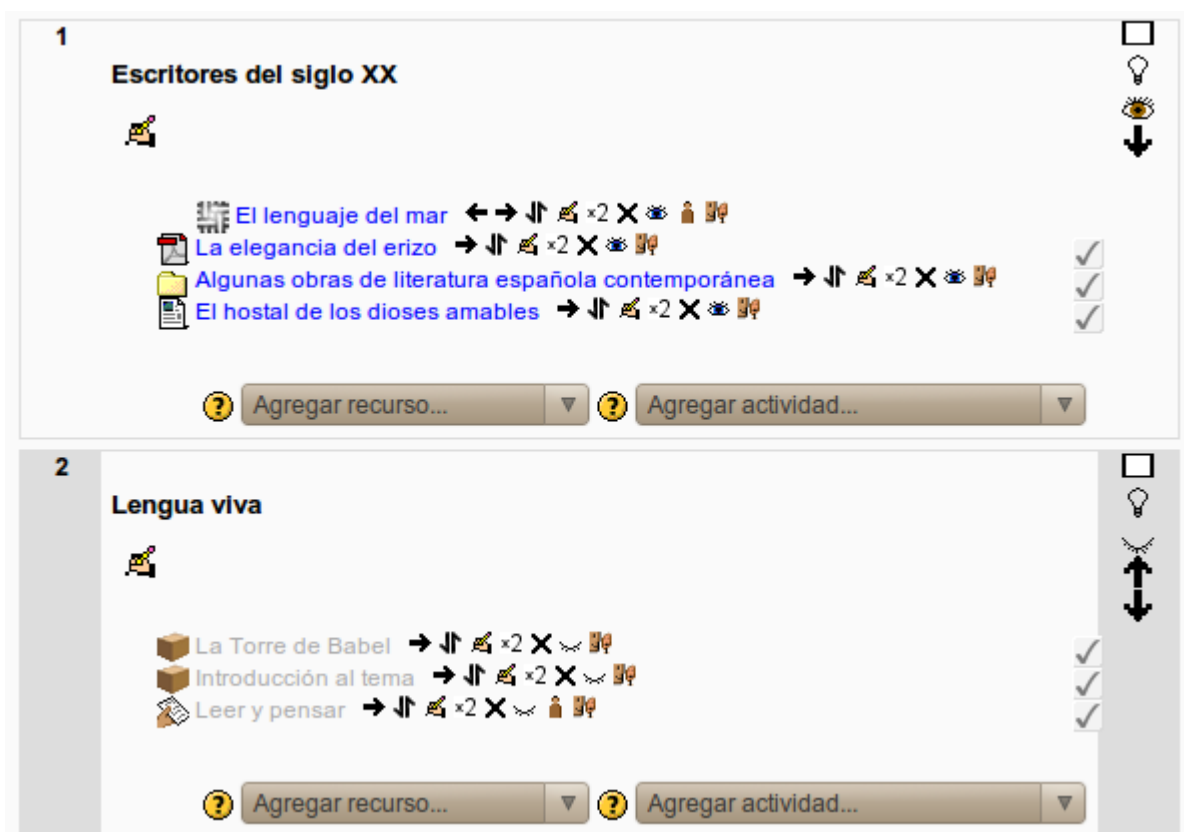 1
Escritores del siglo XX
El lenguaje del mar ×2
La elegancia del erizo ×2
Algunas obras de literatura española contemporánea ×2
El hostal de los dioses amables ×2
? Agregar recurso... ? Agregar actividad...
2
Lengua viva
La Torre de Babel ×2
Introducción al tema ×2
Leer y pensar ×2
? Agregar recurso... ? Agregar actividad...